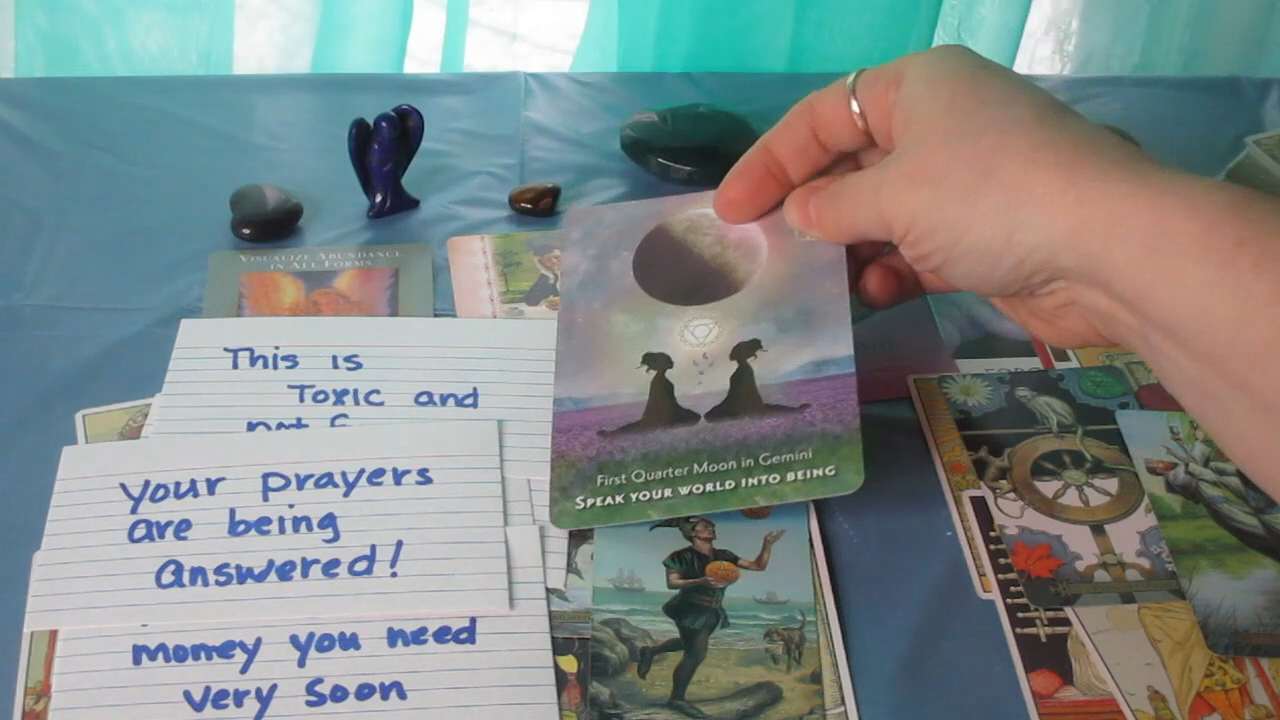 VISUALIZE ABUNDANCE
IN ALL FORMS
This is
Toxic and
not
Your prayers
are being
answered!
money you need
very soon
First Quarter Moon in Gemini
SPEAK YOUR WORLD INTO BEING